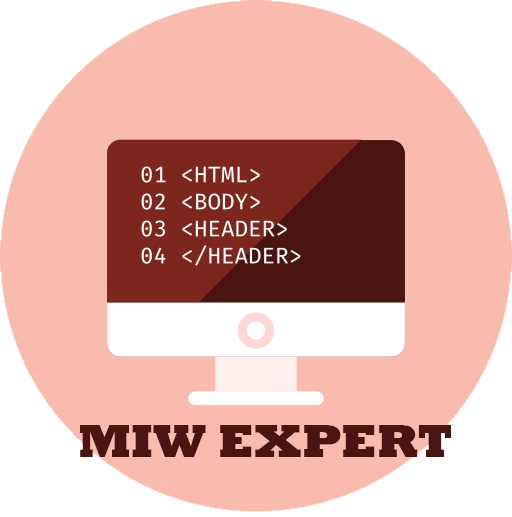 01 <HTML>
02 <BODY>
03 <HEADER>
04 </HEADER>
MIW EXPERT